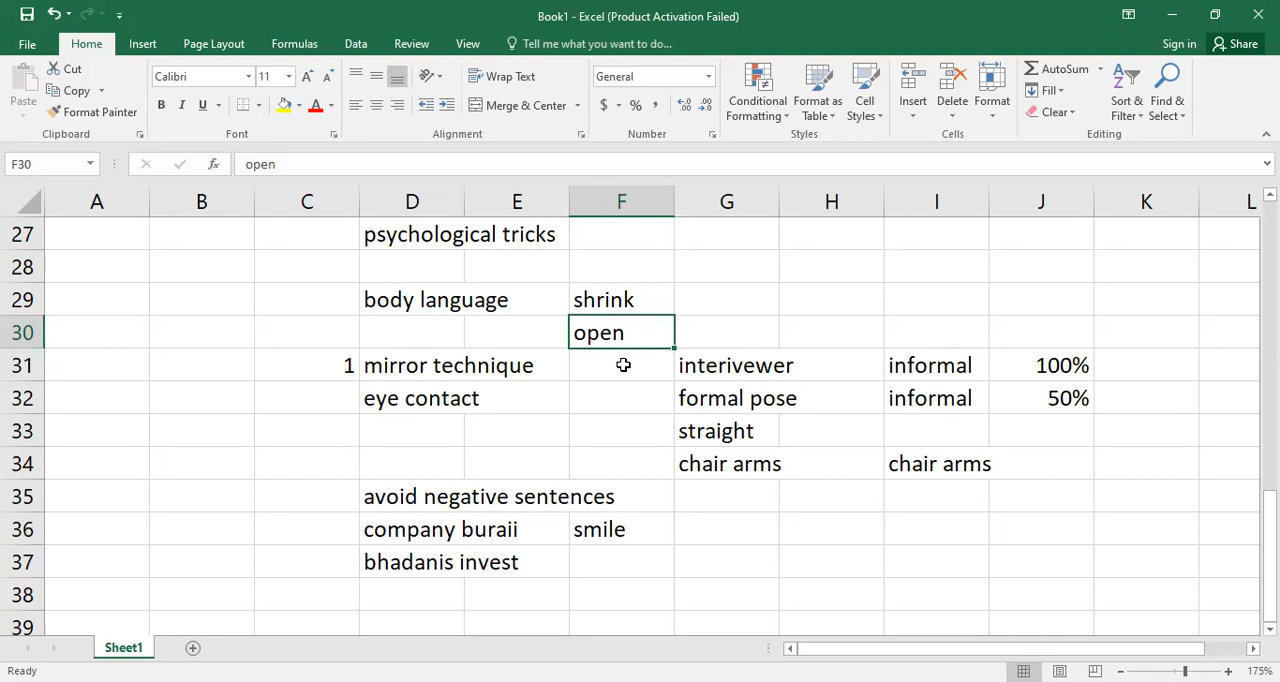 Book1 - Excel (Product Activation Failed)
File Home Insert Page Layout Formulas Data Review View Tell me what you want to do... Sign in Share
Paste Cut Copy Format Painter Clipboard
Calibri 11 B I U Font
Wrap Text Merge & Center Alignment
General $ % , Number
Conditional Formatting Format as Table Cell Styles Styles
Insert Delete Format Cells
AutoSum Fill Clear Sort & Filter Find & Select Editing
F30 fx open
A B C D E F G H I J K L
27 psychological tricks
28
29 body language shrink
30 open
31 1 mirror technique interivewer informal 100%
32 eye contact formal pose informal 50%
33 straight
34 chair arms chair arms
35 avoid negative sentences
36 company buraii smile
37 bhadanis invest
38
39
Sheet1
Ready 175%